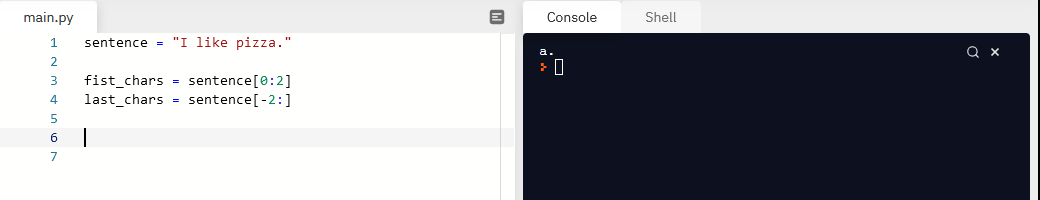 main.py
1 sentence = "I like pizza."
2
3 fist_chars = sentence[0:2]
4 last_chars = sentence[-2:]
5
6
7
Console Shell
a.